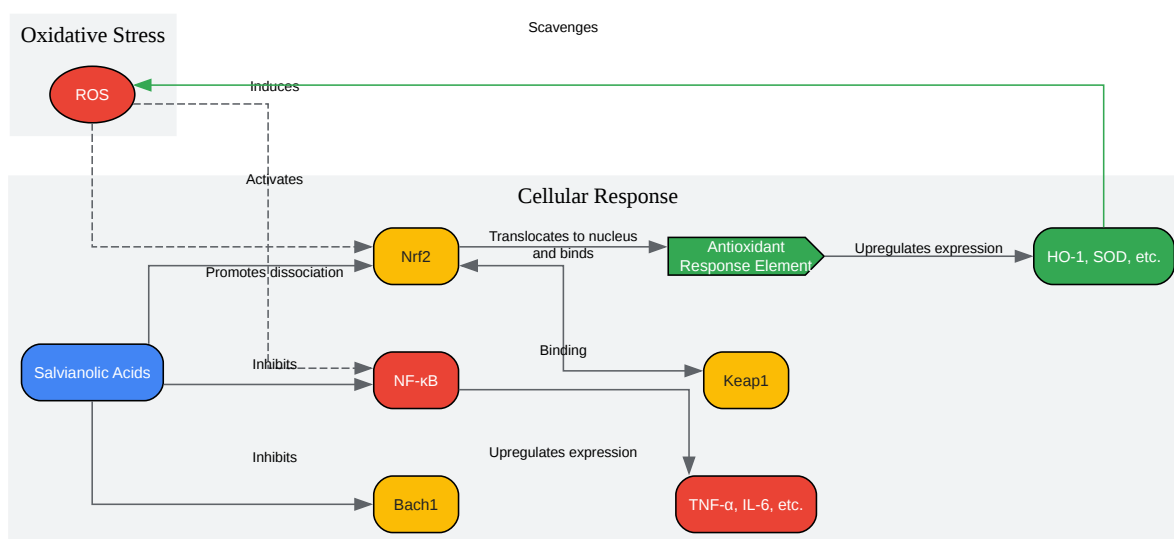 Scavenges
Oxidative Stress
ROS
Induces
Activates
Cellular Response
Nrf2
Translocates to nucleus
and binds
Antioxidant
Response Element
Upregulates expression
HO-1, SOD, etc.
Promotes dissociation
Binding
Inhibits
Salvianolic Acids
NF-κB
Keap1
Inhibits
Upregulates expression
Bach1
TNF-α, IL-6, etc.